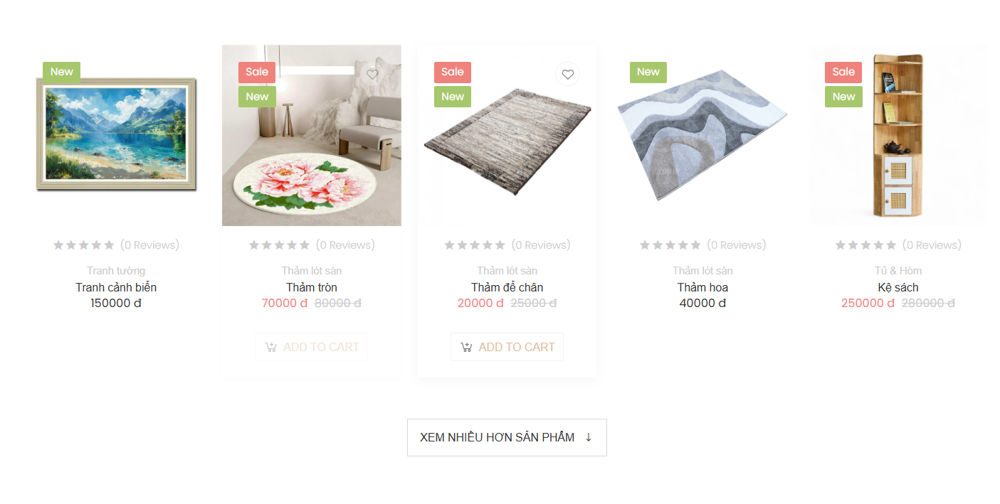 New
Sale
New
Sale
New
New
Sale
New
(0 Reviews)
(0 Reviews)
(0 Reviews)
(0 Reviews)
(0 Reviews)
Tranh tường
Thảm lót sàn
Thảm lót sàn
Thảm lót sàn
Tủ & Hòm
Tranh cảnh biển
Thảm tròn
Thảm để chân
Thảm hoa
Kệ sách
150000 đ
70000 đ 80000 đ
20000 đ 25000 đ
40000 đ
250000 đ 280000 đ
ADD TO CART
ADD TO CART
XEM NHIỀU HƠN SẢN PHẨM ↓